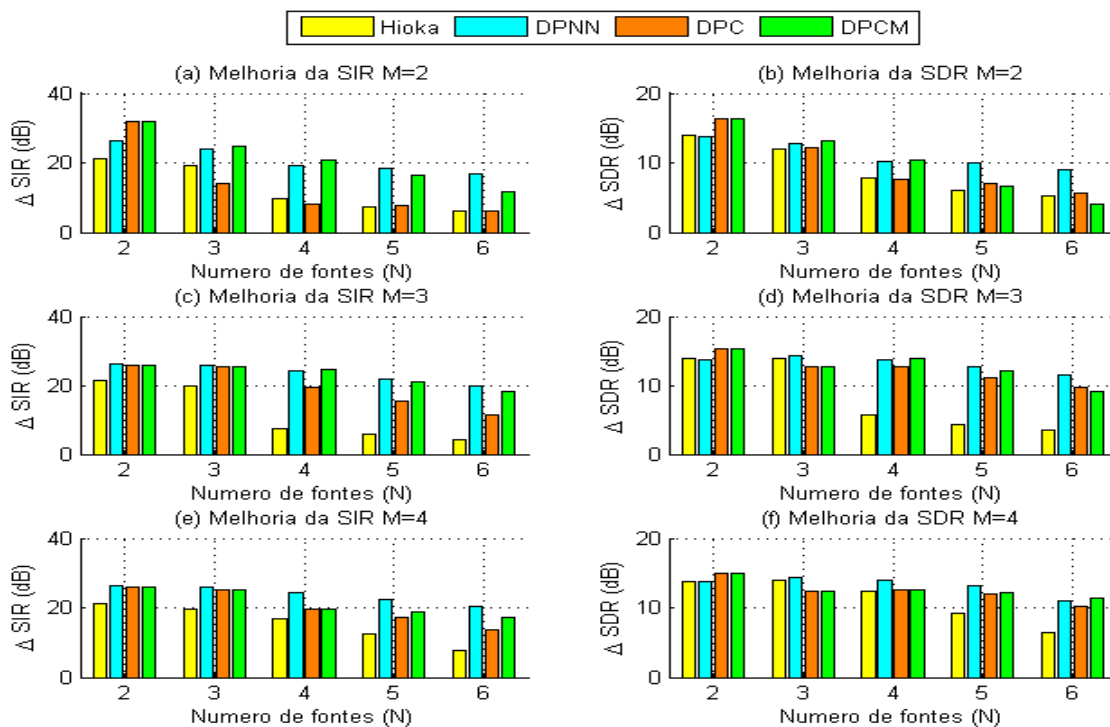 Hioka DPNN DPC DPCM
(a) Melhoria da SIR M=2
(b) Melhoria da SDR M=2
40
20
0
Δ SIR (dB)
2 3 4 5 6
Numero de fontes (N)
20
10
0
Δ SDR (dB)
2 3 4 5 6
Numero de fontes (N)
(c) Melhoria da SIR M=3
(d) Melhoria da SDR M=3
40
20
0
Δ SIR (dB)
2 3 4 5 6
Numero de fontes (N)
20
10
0
Δ SDR (dB)
2 3 4 5 6
Numero de fontes (N)
(e) Melhoria da SIR M=4
(f) Melhoria da SDR M=4
40
20
0
Δ SIR (dB)
2 3 4 5 6
Numero de fontes (N)
20
10
0
Δ SDR (dB)
2 3 4 5 6
Numero de fontes (N)